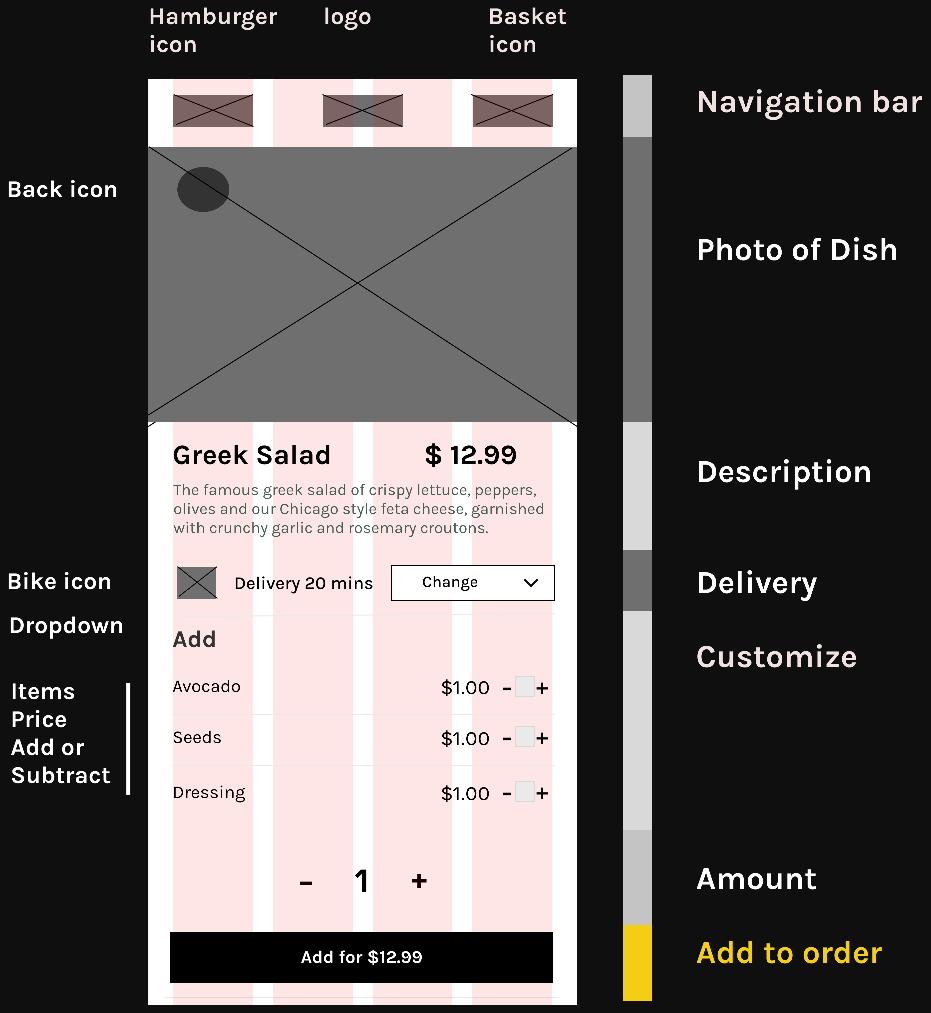 Hamburger
icon
logo
Basket
icon
Navigation bar
Back icon
Photo of Dish
Greek Salad
$ 12.99
The famous greek salad of crispy lettuce, peppers,
olives and our Chicago style feta cheese, garnished
with crunchy garlic and rosemary croutons.
Description
Bike icon
Delivery 20 mins
Change
Delivery
Dropdown
Add
Customize
Items
Price
Add or
Subtract
Avocado
$1.00 - +
Seeds
$1.00 - +
Dressing
$1.00 - +
- 1 +
Amount
Add for $12.99
Add to order